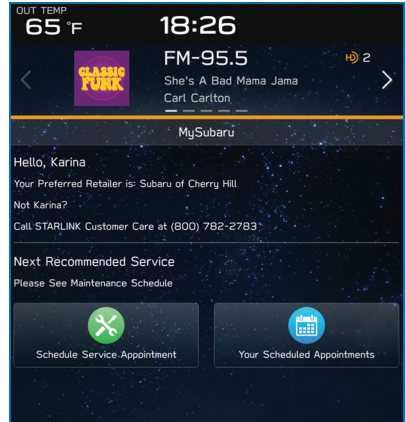 OUT TEMP
65 °F
18:26
FM-95.5
HD 2
CLASSIC
FUNK
She's A Bad Mama Jama
Carl Carlton
MySubaru
Hello, Karina
Your Preferred Retailer is: Subaru of Cherry Hill
Not Karina?
Call STARLINK Customer Care at (800) 782-2783
Next Recommended Service
Please See Maintenance Schedule
Schedule Service Appointment
Your Scheduled Appointments